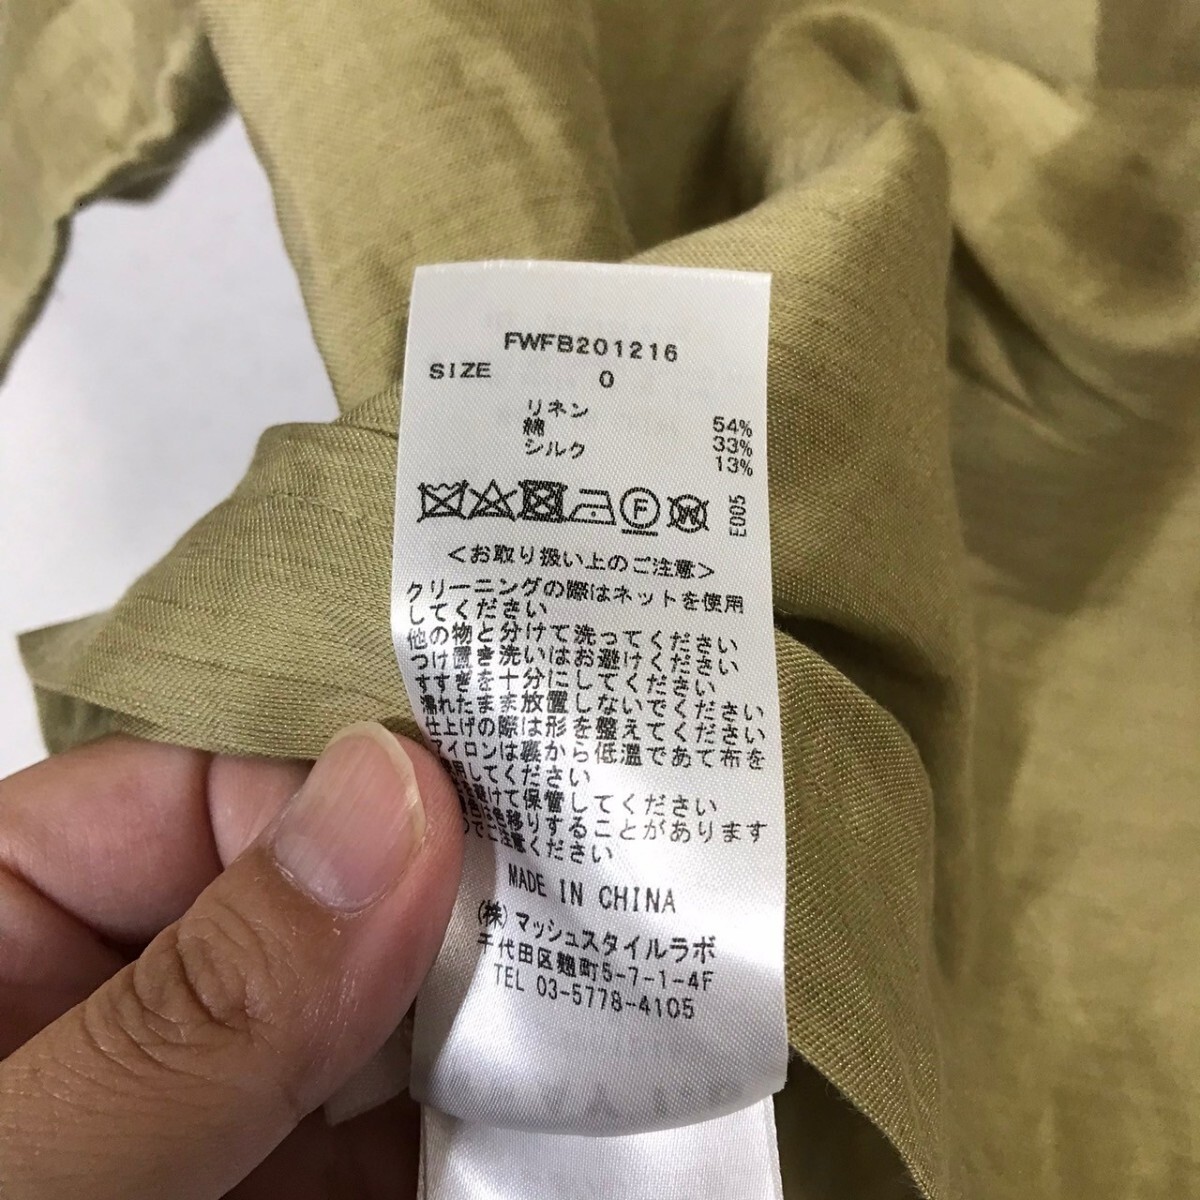 FWFB201216
SIZE 0
リネン 54%
綿 33%
シルク 13%
F W E005
<お取り扱い上のご注意>
クリーニングの際はネットを使用
してください
他の物と分けて洗ってください
つけ置き洗いはお避けください
すすぎを十分にしてください
濡れたまま放置しないでください
仕上げの際は形を整えてください
アイロンは裏から低温であて布を
用してください
避けて保管してください
色移りすることがあります
のでご注意ください
MADE IN CHINA
(株)マッシュスタイルラボ
千代田区麹町5-7-1-4F
TEL 03-5778-4105